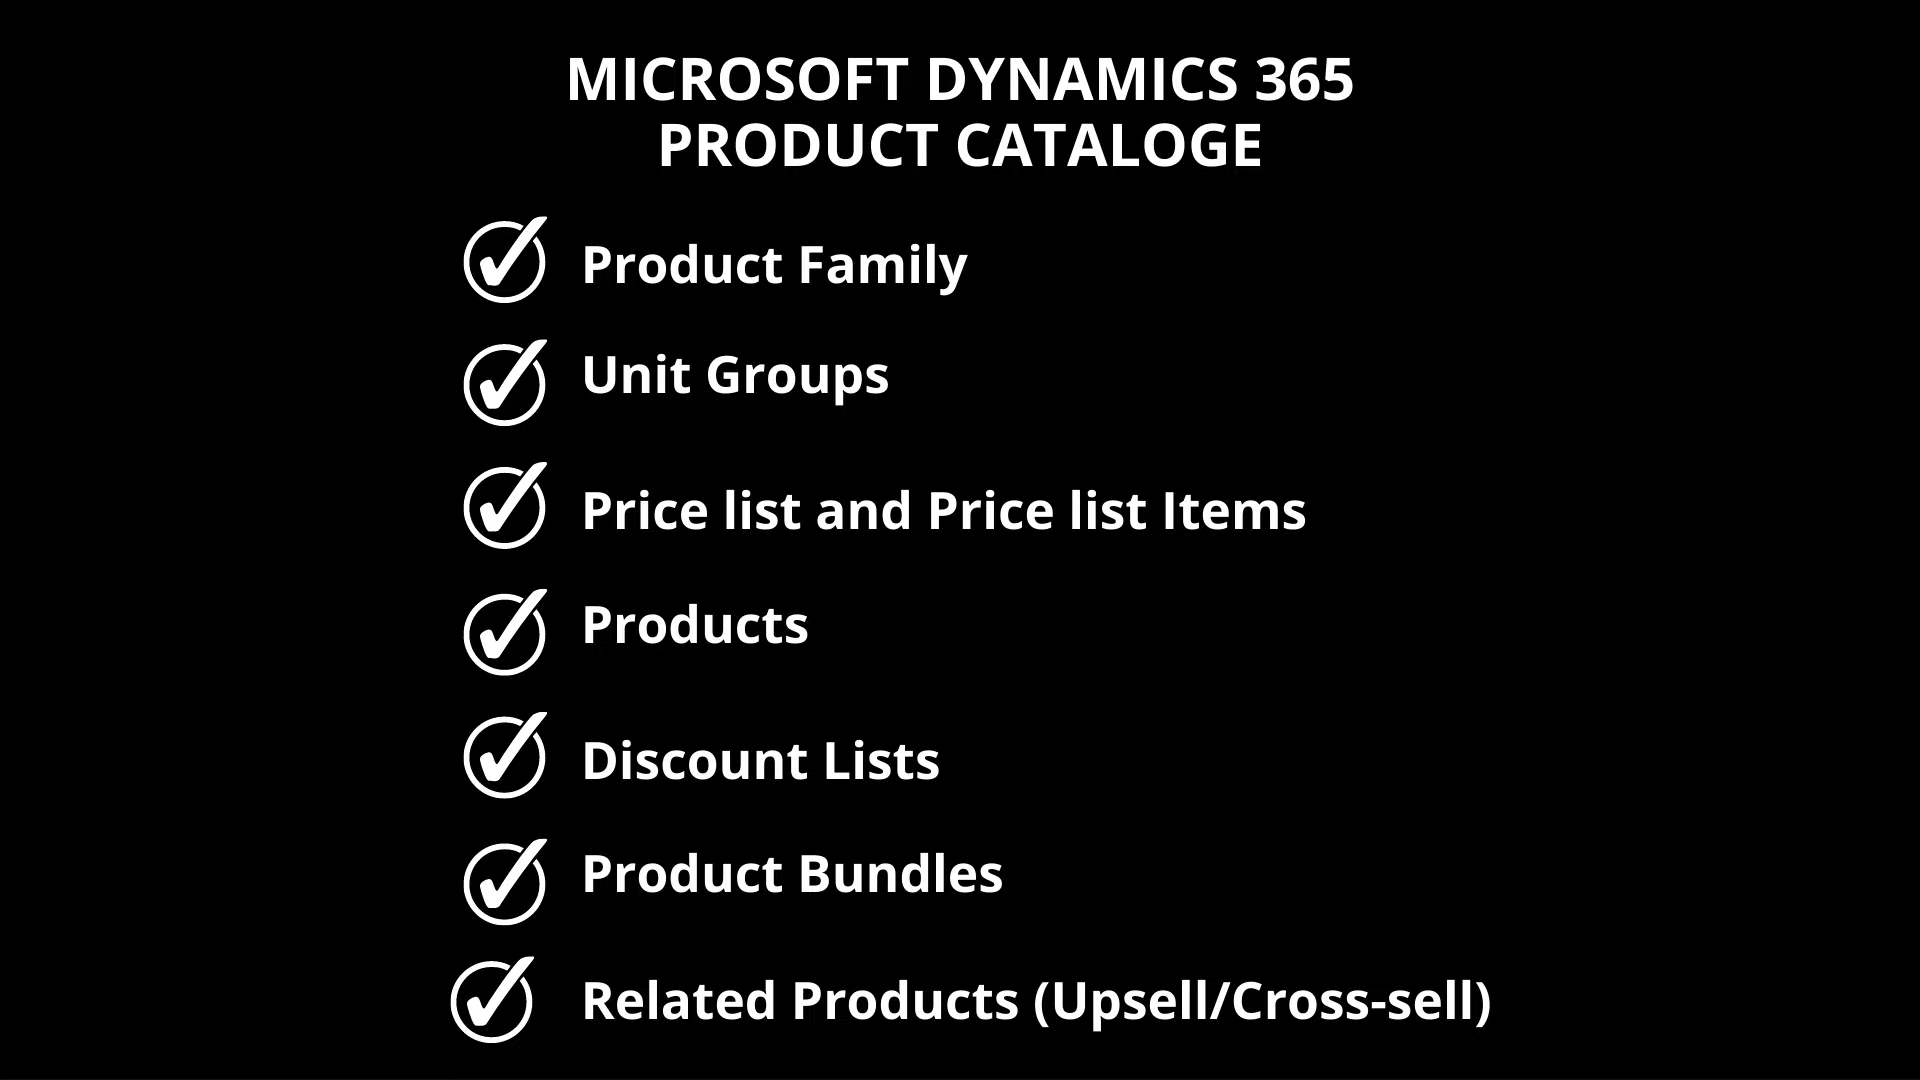 MICROSOFT DYNAMICS 365
PRODUCT CATALOGE
Product Family
Unit Groups
Price list and Price list Items
Products
Discount Lists
Product Bundles
Related Products (Upsell/Cross-sell)